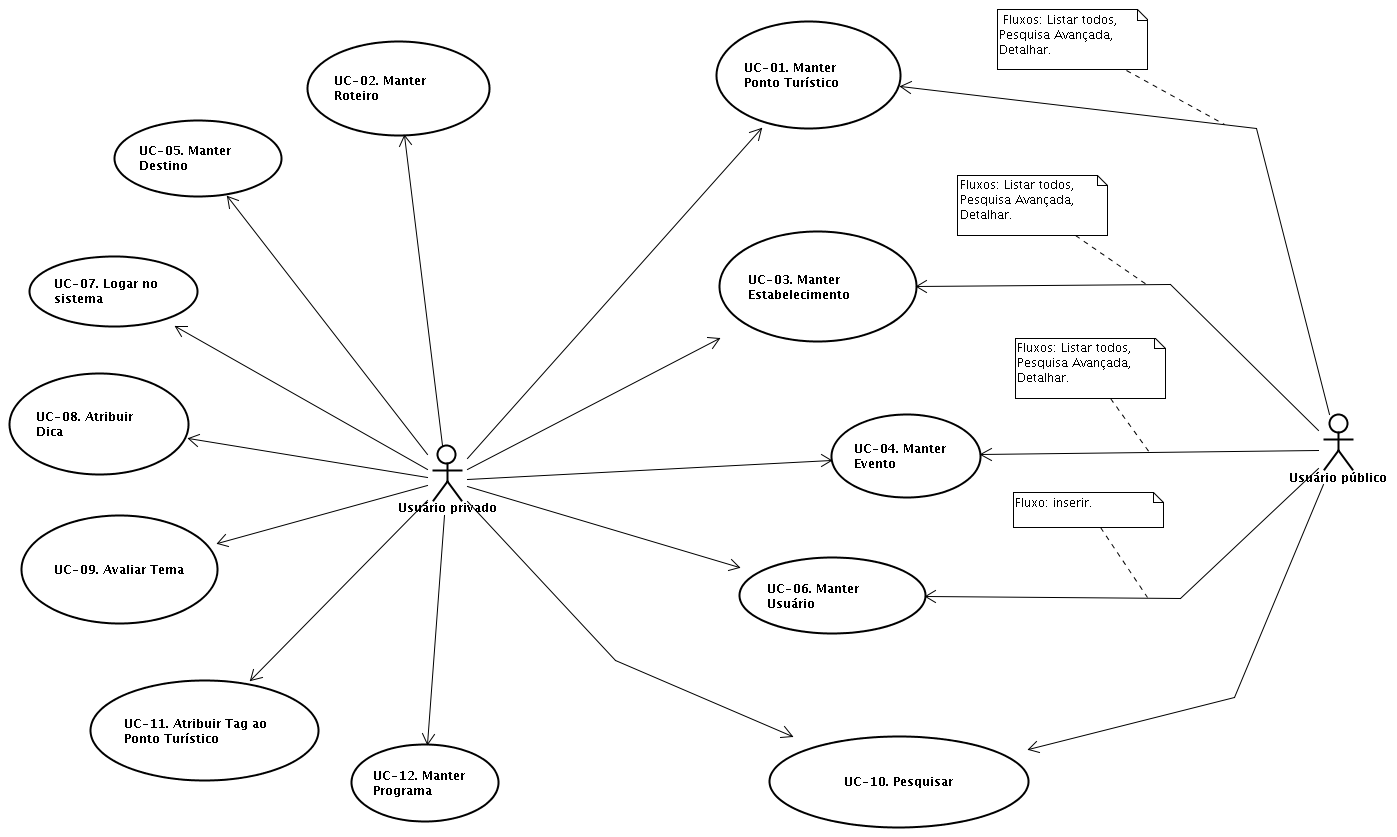 Fluxos: Listar todos,
Pesquisa Avançada,
Detalhar.
UC-02. Manter
Roteiro
UC-01. Manter
Ponto Turístico
UC-05. Manter
Destino
Fluxos: Listar todos,
Pesquisa Avançada,
Detalhar.
UC-07. Logar no
sistema
UC-03. Manter
Estabelecimento
Fluxos: Listar todos,
Pesquisa Avançada,
Detalhar.
UC-08. Atribuir
Dica
UC-04. Manter
Evento
Usuário público
Usuário privado
Fluxo: inserir.
UC-09. Avaliar Tema
UC-06. Manter
Usuário
UC-11. Atribuir Tag ao
Ponto Turístico
UC-12. Manter
Programa
UC-10. Pesquisar